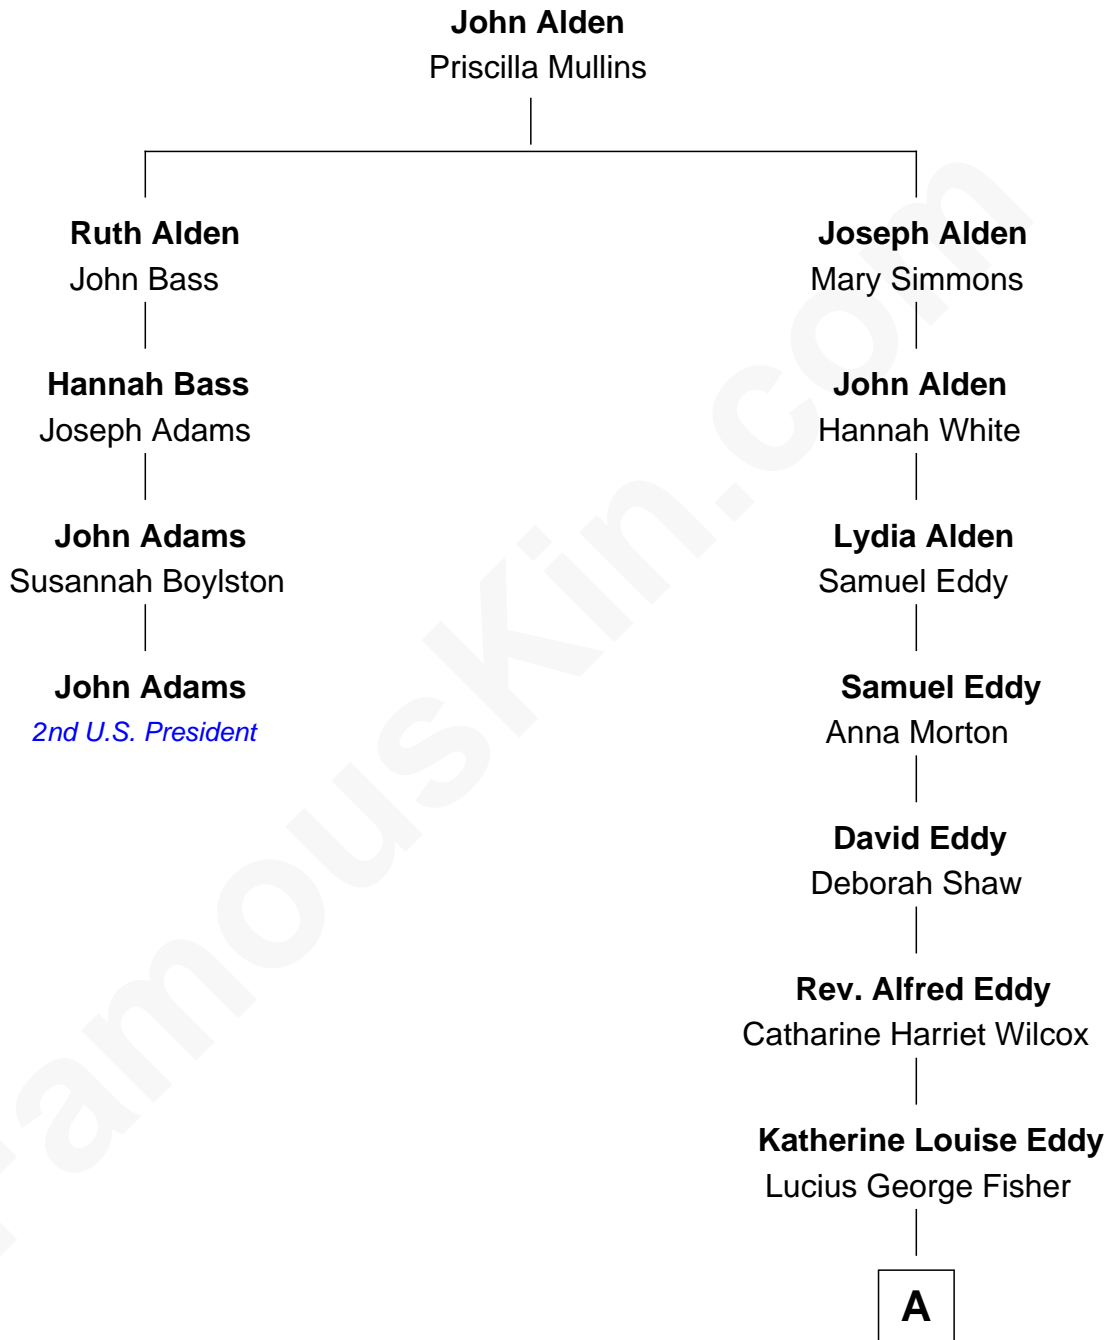 John Alden
Priscilla Mullins
Ruth Alden
John Bass
Joseph Alden
Mary Simmons
Hannah Bass
Joseph Adams
John Alden
Hannah White
John Adams
Susannah Boylston
Lydia Alden
Samuel Eddy
John Adams
2nd U.S. President
Samuel Eddy
Anna Morton
David Eddy
Deborah Shaw
Rev. Alfred Eddy
Catharine Harriet Wilcox
Katherine Louise Eddy
Lucius George Fisher
A
FamousKin.com